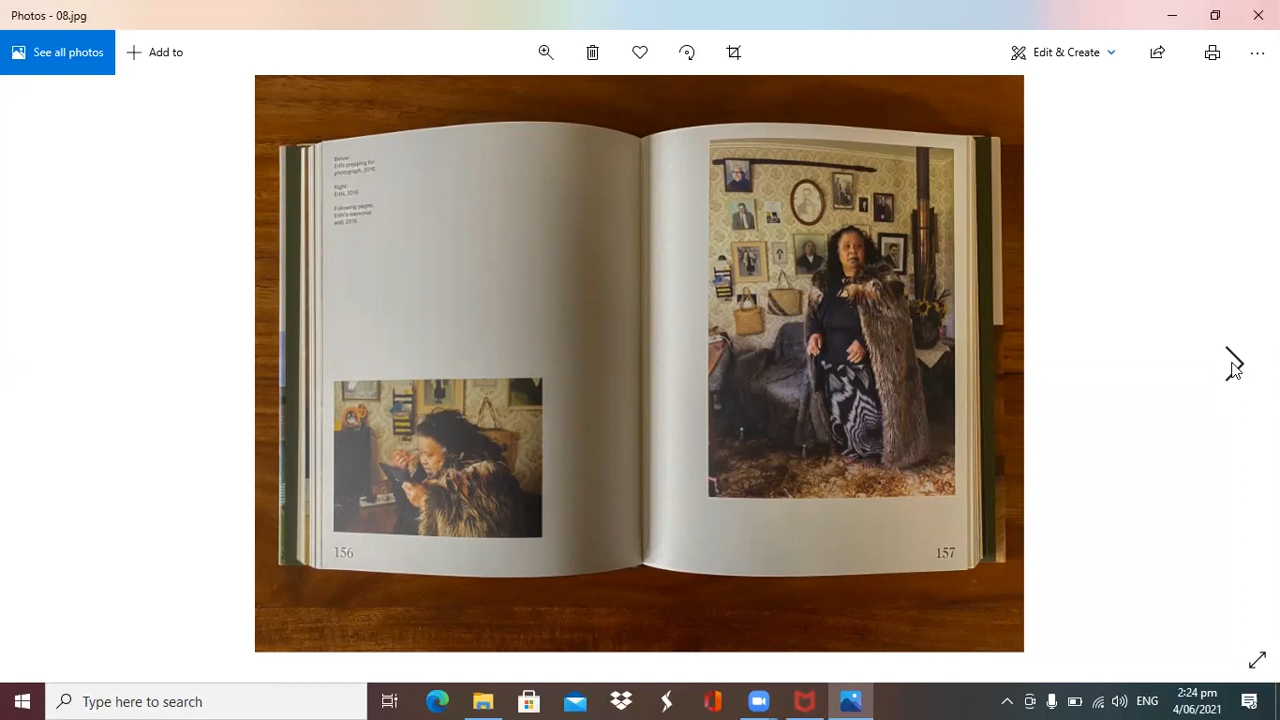 Photos - 08.jpg
See all photos
Add to
Edit & Create
Below:
Erihi prepping for
photograph, 2016
Right:
Erihi, 2016
Following pages:
Erihi's memorial
wall, 2016
156
157
Type here to search
ENG
2:24 pm
4/06/2021